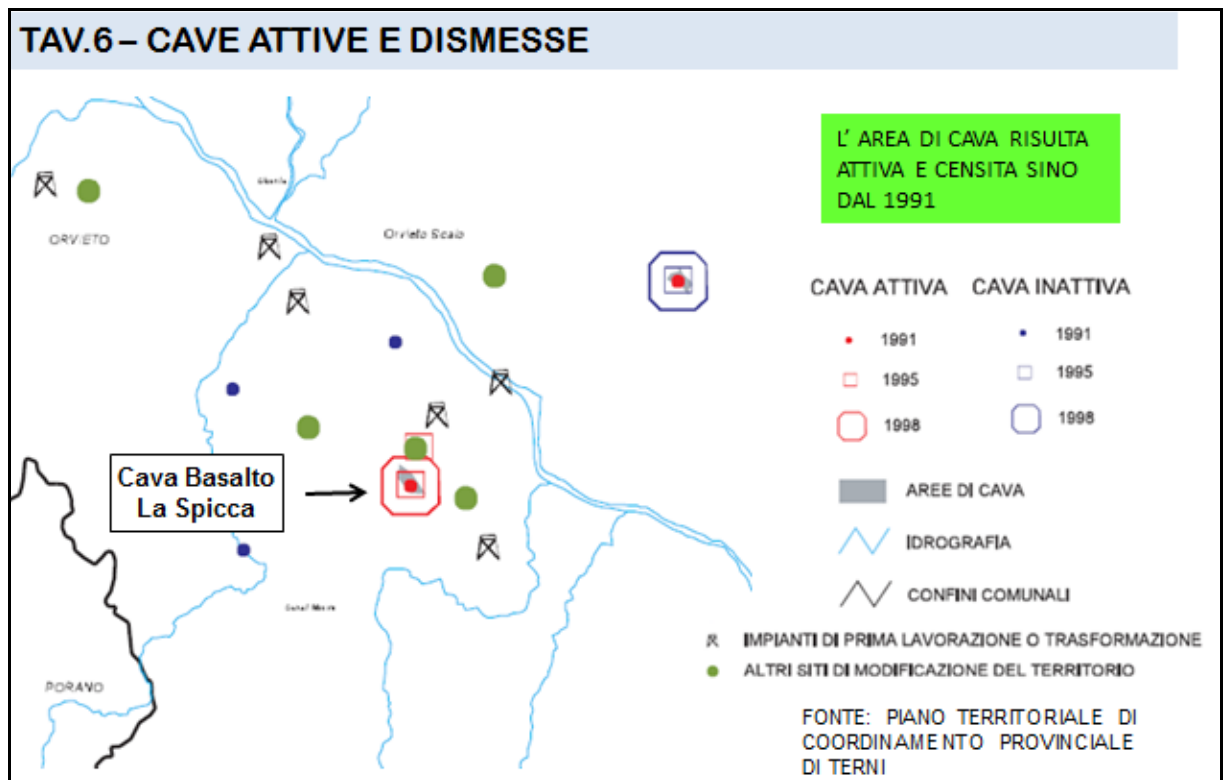 TAV.6 – CAVE ATTIVE E DISMESSE
L' AREA DI CAVA RISULTA
ATTIVA E CENSITA SINO
DAL 1991
ORVIETO
Orvieto Scalo
CAVA ATTIVA
CAVA INATTIVA
1991
1991
1995
1995
1998
1998
Cava Basalto
La Spicca
AREE DI CAVA
IDROGRAFIA
CONFINI COMUNALI
IMPIANTI DI PRIMA LAVORAZIONE O TRASFORMAZIONE
ALTRI SITI DI MODIFICAZIONE DEL TERRITORIO
PORANO
FONTE: PIANO TERRITORIALE DI
COORDINAMENTO PROVINCIALE
DI TERNI